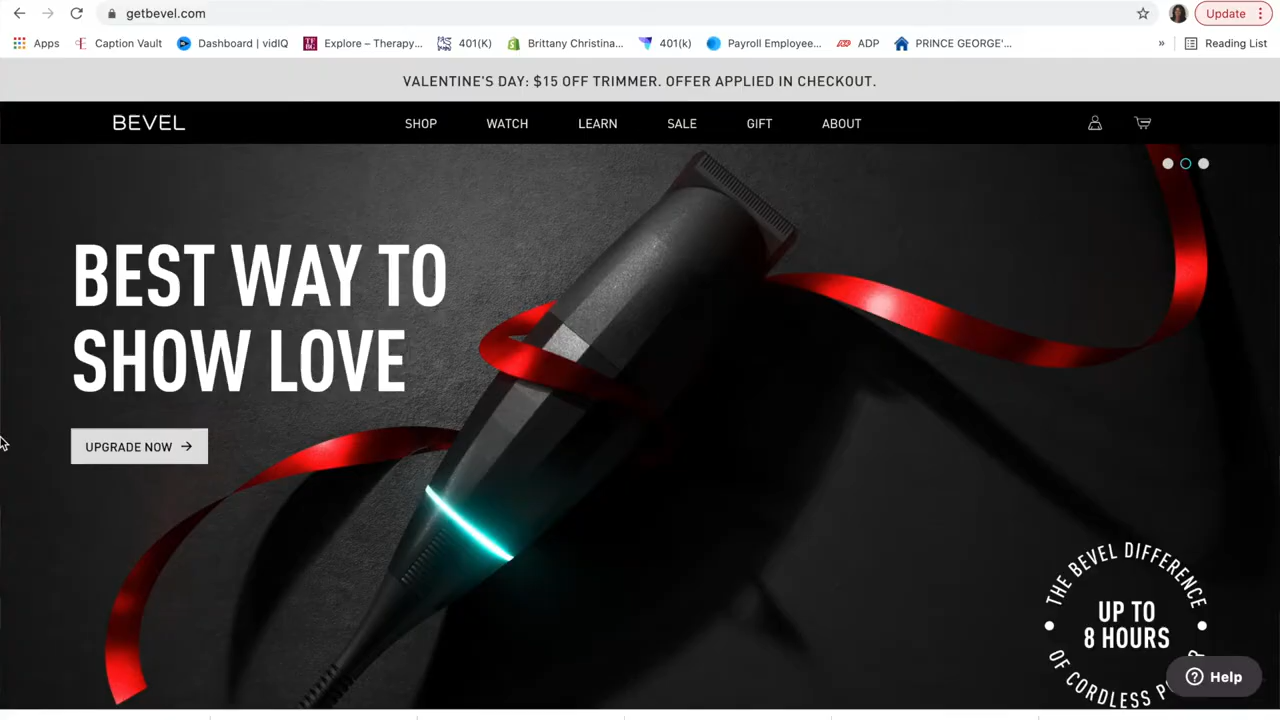 getbevel.com
Update
Apps
Caption Vault
Dashboard | vidIQ
Explore – Therapy...
401(K)
Brittany Christina...
401(k)
Payroll Employee...
ADP
PRINCE GEORGE'...
»
Reading List
VALENTINE'S DAY: $15 OFF TRIMMER. OFFER APPLIED IN CHECKOUT.
BEVEL
SHOP
WATCH
LEARN
SALE
GIFT
ABOUT
BEST WAY TO
SHOW LOVE
UPGRADE NOW →
THE BEVEL DIFFERENCE
UP TO
8 HOURS
OF CORDLESS
Help